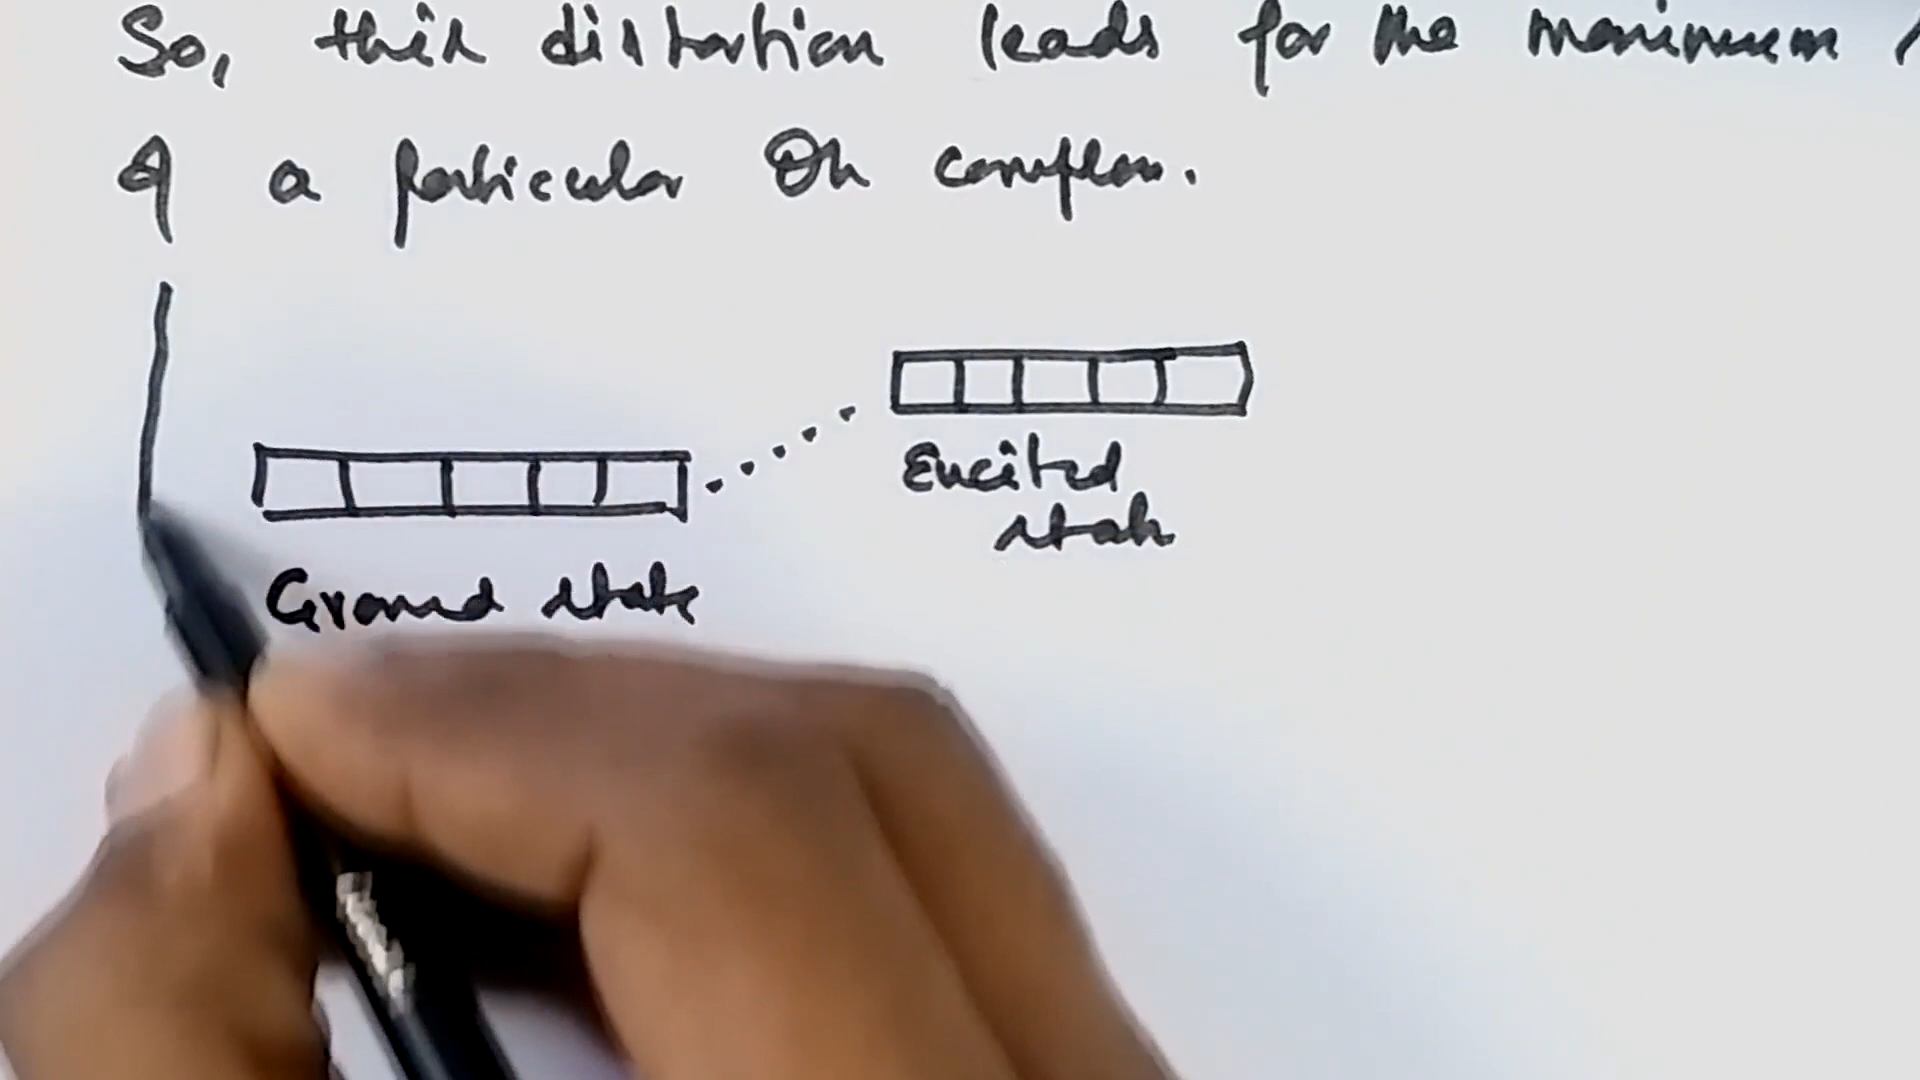 So, this distortion leads for the maximum
of a particular Oh complex.
Excited
state
Ground state